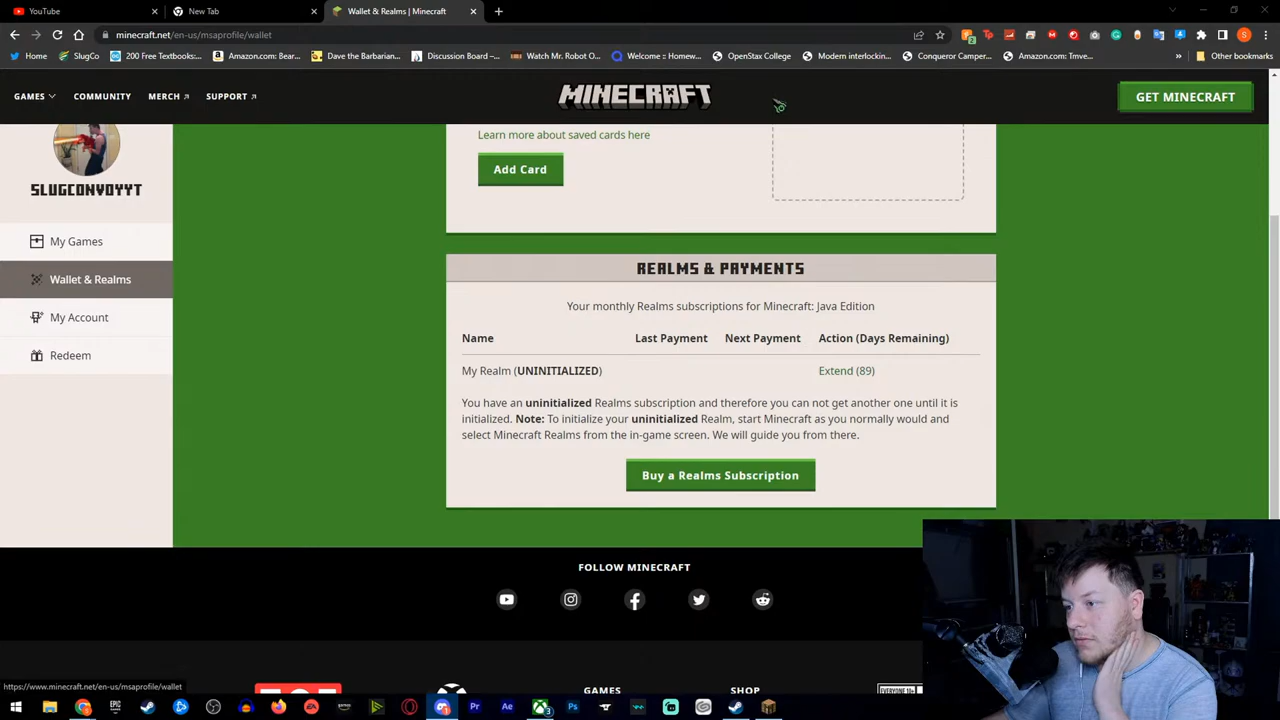 YouTube
New Tab
Wallet & Realms | Minecraft
minecraft.net/en-us/msaprofile/wallet
Home
SlugCo
200 Free Textbooks:...
Amazon.com: Bear...
Dave the Barbarian...
Discussion Board -...
Watch Mr. Robot O...
Welcome :: Homew...
OpenStax College
Modern interlockin...
Conqueror Camper...
Amazon.com: Tmve...
»
Other bookmarks
GAMES
COMMUNITY
MERCH
SUPPORT
MINECRAFT
GET MINECRAFT
Learn more about saved cards here
Add Card
SLUGCONVOYYT
My Games
Wallet & Realms
My Account
Redeem
REALMS & PAYMENTS
Your monthly Realms subscriptions for Minecraft: Java Edition
Name Last Payment Next Payment Action (Days Remaining)
My Realm (UNINITIALIZED) Extend (89)
You have an uninitialized Realms subscription and therefore you can not get another one until it is
initialized. Note: To initialize your uninitialized Realm, start Minecraft as you normally would and
select Minecraft Realms from the in-game screen. We will guide you from there.
Buy a Realms Subscription
FOLLOW MINECRAFT
https://www.minecraft.net/en-us/msaprofile/wallet
GAMES
SHOP
EVERYONE 10+